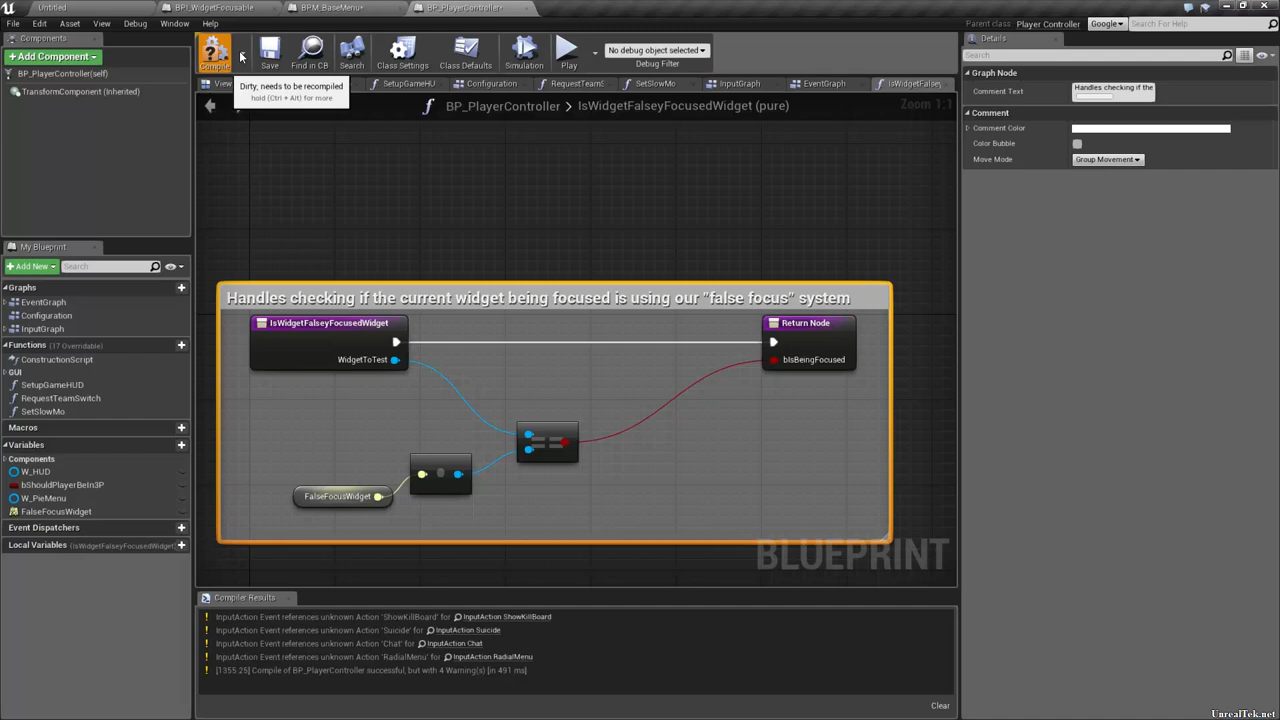 Untitled
BPI_WidgetFocusable
BPM_BaseMenu*
BP_PlayerController*
File Edit Asset View Debug Window Help
Parent class: Player Controller
Google
Search For Help
Components
Add Component
BP_PlayerController(self)
TransformComponent (Inherited)
Compile
Save
Find in CB
Search
Class Settings
Class Defaults
Simulation
Play
No debug object selected
Debug Filter
Dirty, needs to be recompiled
hold (Ctrl + Alt) for more
View
SetupGameHU
Configuration
RequestTeamS
SetSlowMo
InputGraph
EventGraph
IsWidgetFalsey
BP_PlayerController > IsWidgetFalseyFocusedWidget (pure)
Zoom 1:1
Details
Search
Graph Node
Comment Text
Handles checking if the
Comment
Comment Color
Color Bubble
Move Mode
Group Movement
My Blueprint
Add New
Search
Graphs
EventGraph
Configuration
InputGraph
Functions (17 Overridable)
ConstructionScript
GUI
SetupGameHUD
RequestTeamSwitch
SetSlowMo
Macros
Variables
Components
W_HUD
bShouldPlayerBeIn3P
W_PieMenu
FalseFocusWidget
Event Dispatchers
Local Variables (IsWidgetFalseyFocusedWidget
Handles checking if the current widget being focused is using our "false focus" system
IsWidgetFalseyFocusedWidget
WidgetToTest
Return Node
bIsBeingFocused
==
FalseFocusWidget
BLUEPRINT
Compiler Results
InputAction Event references unknown Action 'ShowKillBoard' for InputAction ShowKillBoard
InputAction Event references unknown Action 'Suicide' for InputAction Suicide
InputAction Event references unknown Action 'Chat' for InputAction Chat
InputAction Event references unknown Action 'RadialMenu' for InputAction RadialMenu
[1355.25] Compile of BP_PlayerController successful, but with 4 Warning(s) [in 491 ms]
Clear
UnrealTek.net